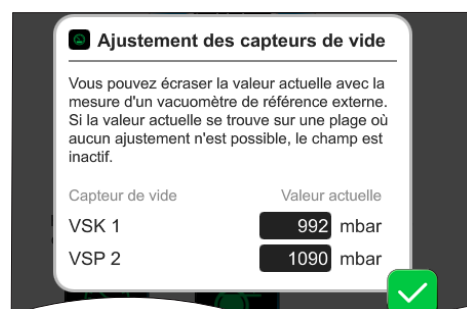 Ajustement des capteurs de vide
Vous pouvez écraser la valeur actuelle avec la
mesure d'un vacuomètre de référence externe.
Si la valeur actuelle se trouve sur une plage où
aucun ajustement n'est possible, le champ est
inactif.
Capteur de vide Valeur actuelle
VSK 1 992 mbar
VSP 2 1090 mbar